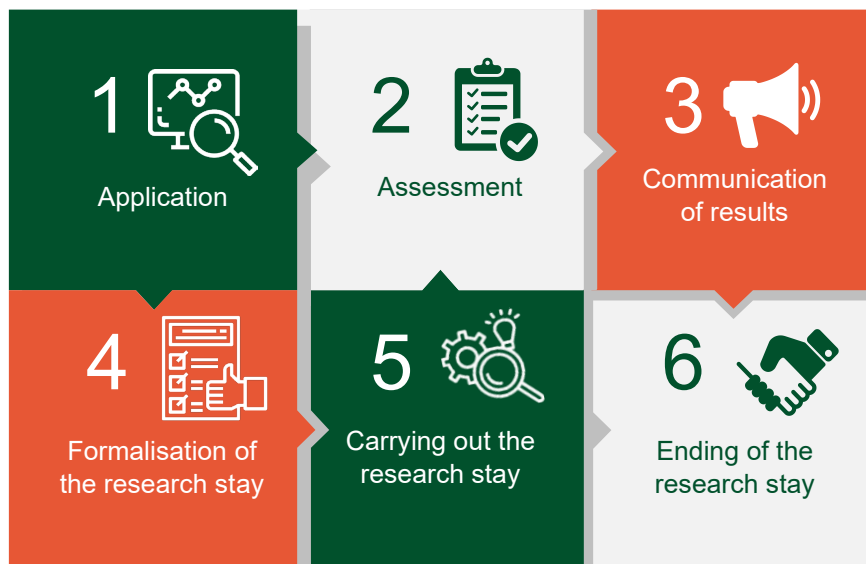 1
Application
2
Assessment
3
Communication
of results
4
Formalisation of
the research stay
5
Carrying out the
research stay
6
Ending of the
research stay